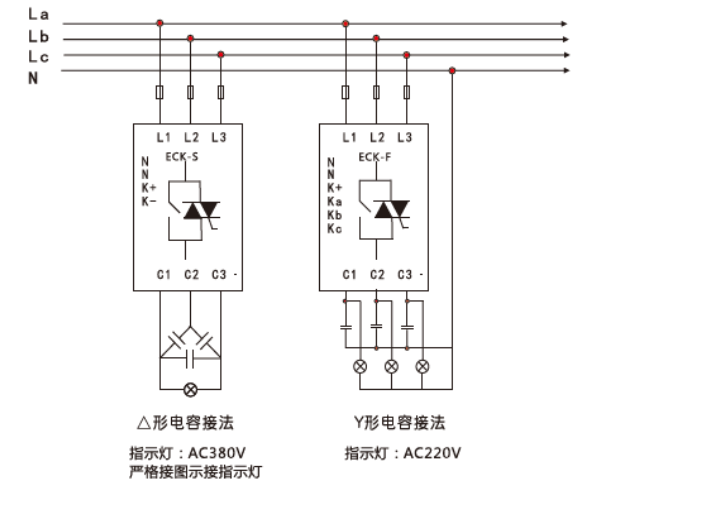 La
Lb
Lc
N
L1 L2 L3
ECK-S
N
N
K+
K-
C1 C2 C3 -
L1 L2 L3
ECK-F
N
N
K+
Ka
Kb
Kc
C1 C2 C3 -
△形电容接法
指示灯：AC380V
严格接图示接指示灯
Y形电容接法
指示灯：AC220V